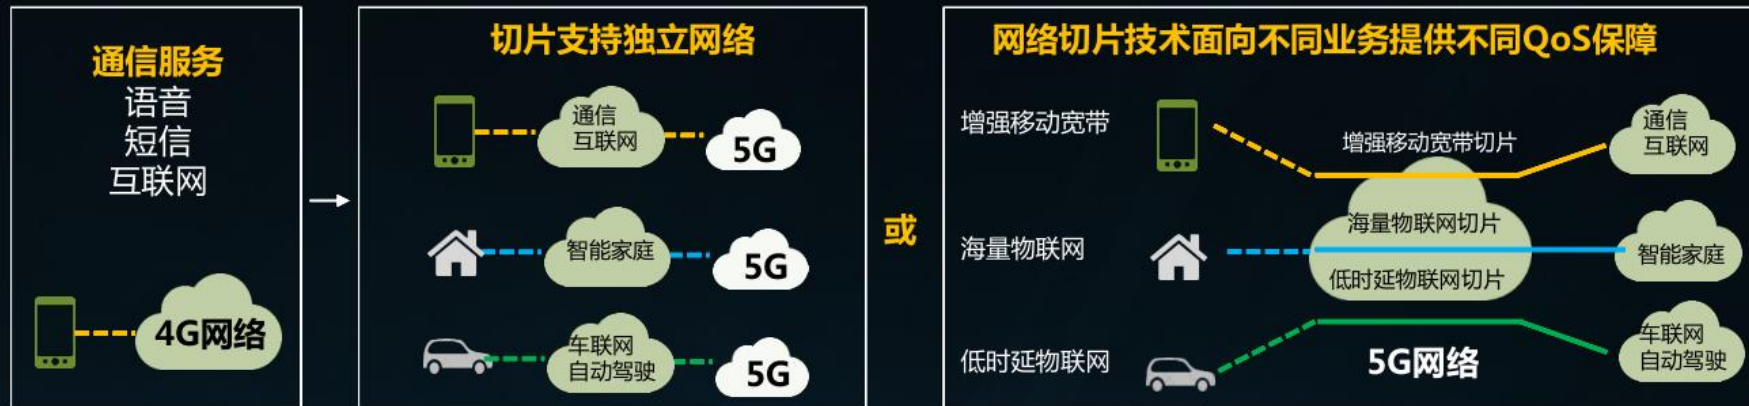 通信服务
语音
短信
互联网
4G网络
切片支持独立网络
通信
互联网
5G
智能家庭
5G
车联网
自动驾驶
5G
或
网络切片技术面向不同业务提供不同QoS保障
增强移动宽带
增强移动宽带切片
通信
互联网
海量物联网
海量物联网切片
低时延物联网切片
智能家庭
低时延物联网
5G网络
车联网
自动驾驶